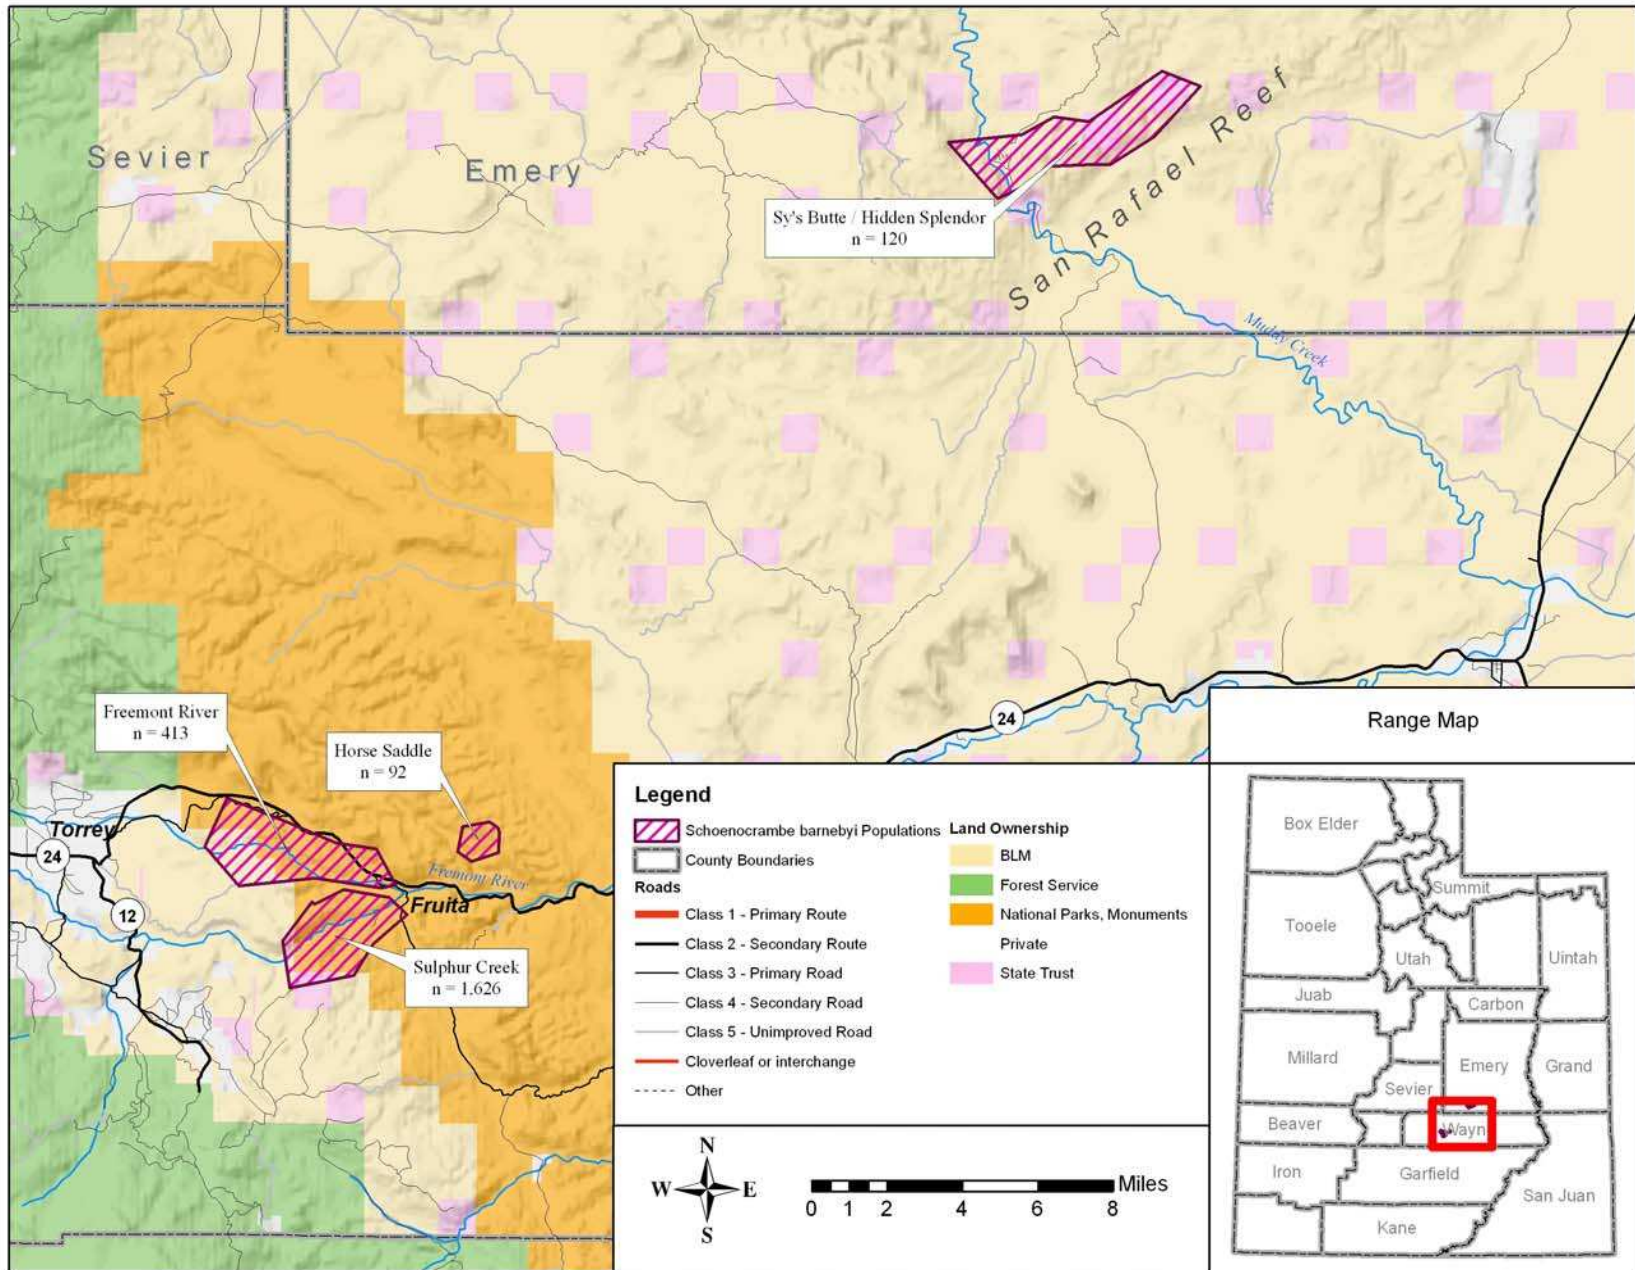 Sevier
Emery
Sy's Butte / Hidden Splendor
n = 120
San Rafael Reef
Muddy Creek
24
Freemont River
n = 413
Horse Saddle
n = 92
Torrey
24
12
Fremont River
Fruita
Sulphur Creek
n = 1.626
Legend
Schoenocrambe barnebyi Populations
County Boundaries
Roads
Class 1 - Primary Route
Class 2 - Secondary Route
Class 3 - Primary Road
Class 4 - Secondary Road
Class 5 - Unimproved Road
Cloverleaf or interchange
Other
Land Ownership
BLM
Forest Service
National Parks, Monuments
Private
State Trust
N
W E
S
0 1 2 4 6 8 Miles
Range Map
Box Elder
Summit
Tooele
Utah
Uintah
Juab
Carbon
Millard
Emery
Grand
Sevier
Beaver
Wayn
Iron
Garfield
San Juan
Kane